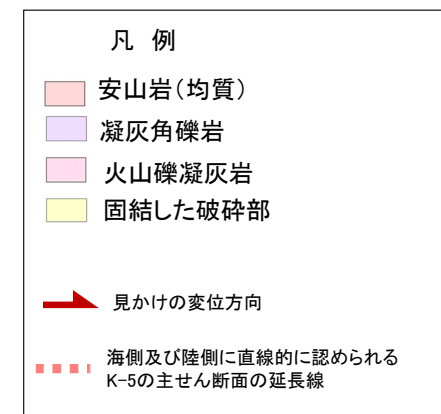 凡 例
安山岩（均質）
凝灰角礫岩
火山礫凝灰岩
固結した破砕部
見かけの変位方向
海側及び陸側に直線的に認められる
K-5の主せん断面の延長線